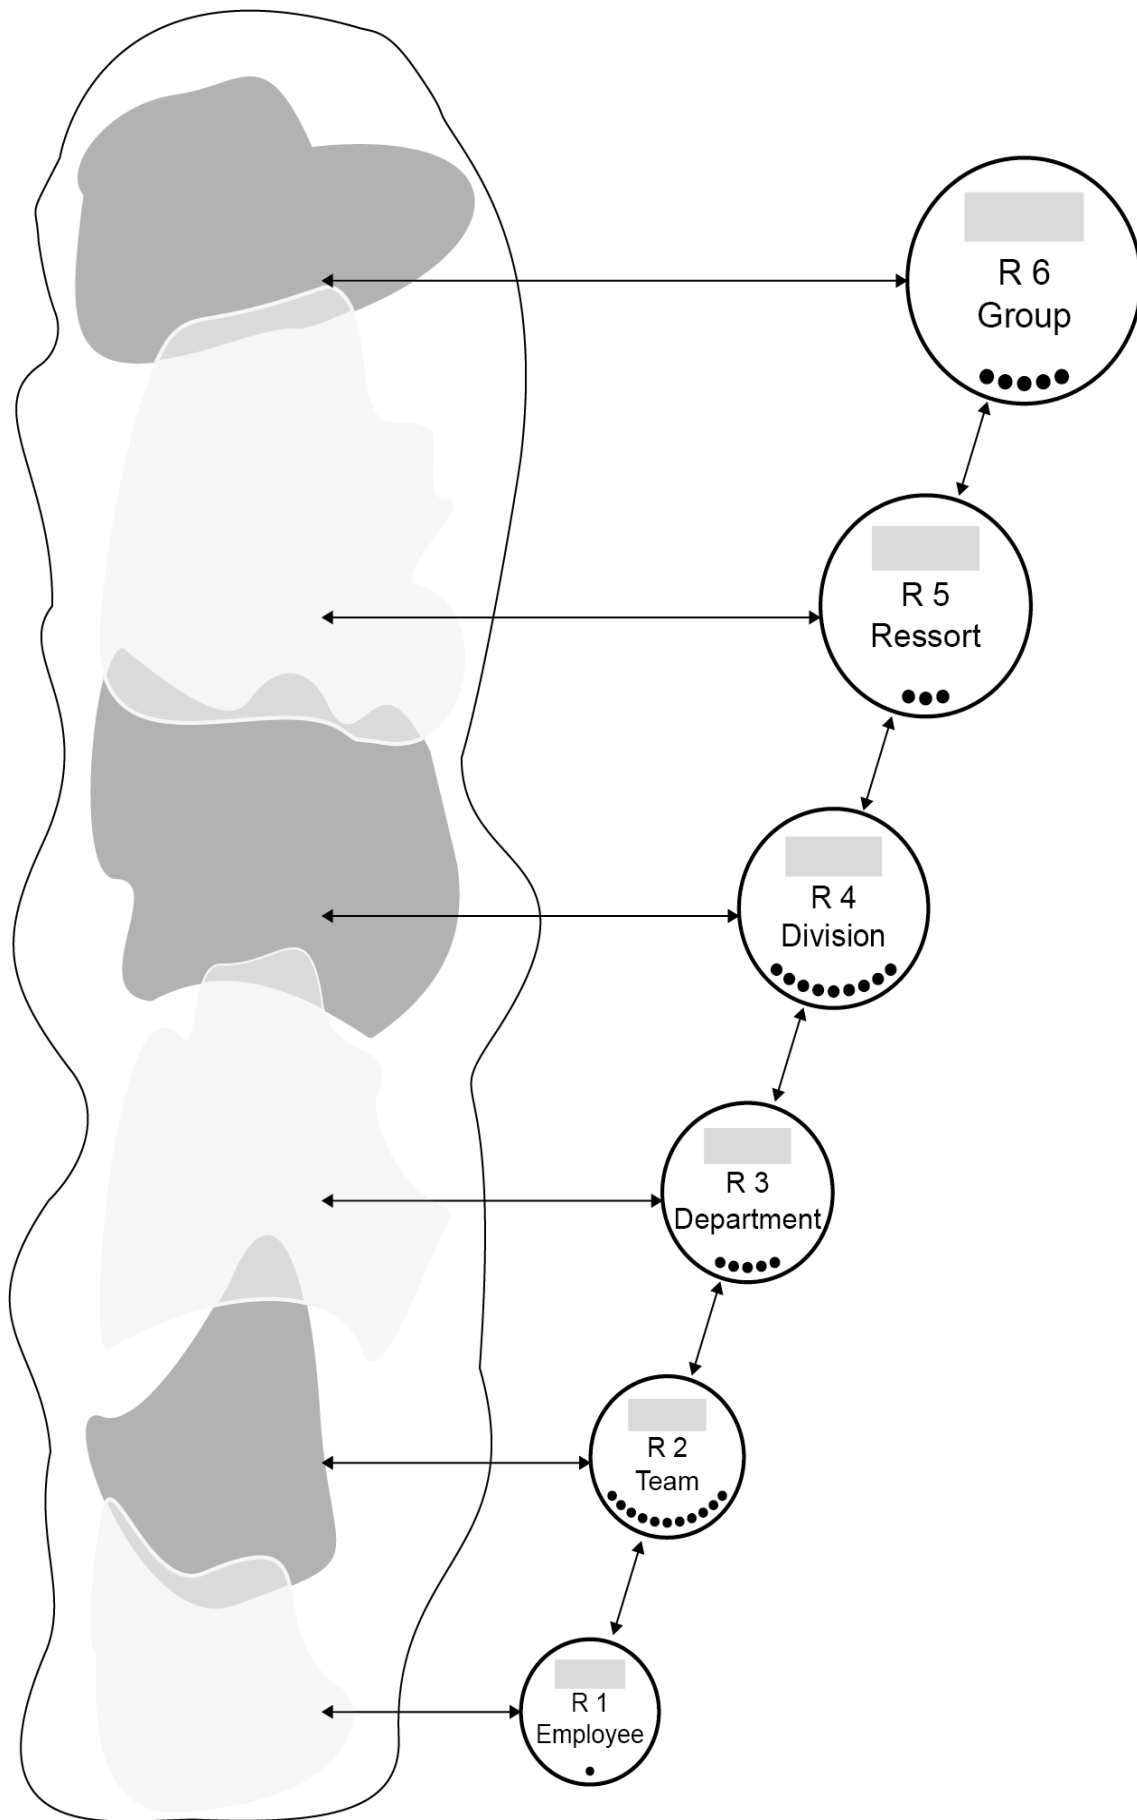 R 6
Group
R 5
Ressort
R 4
Division
R 3
Department
R 2
Team
R 1
Employee